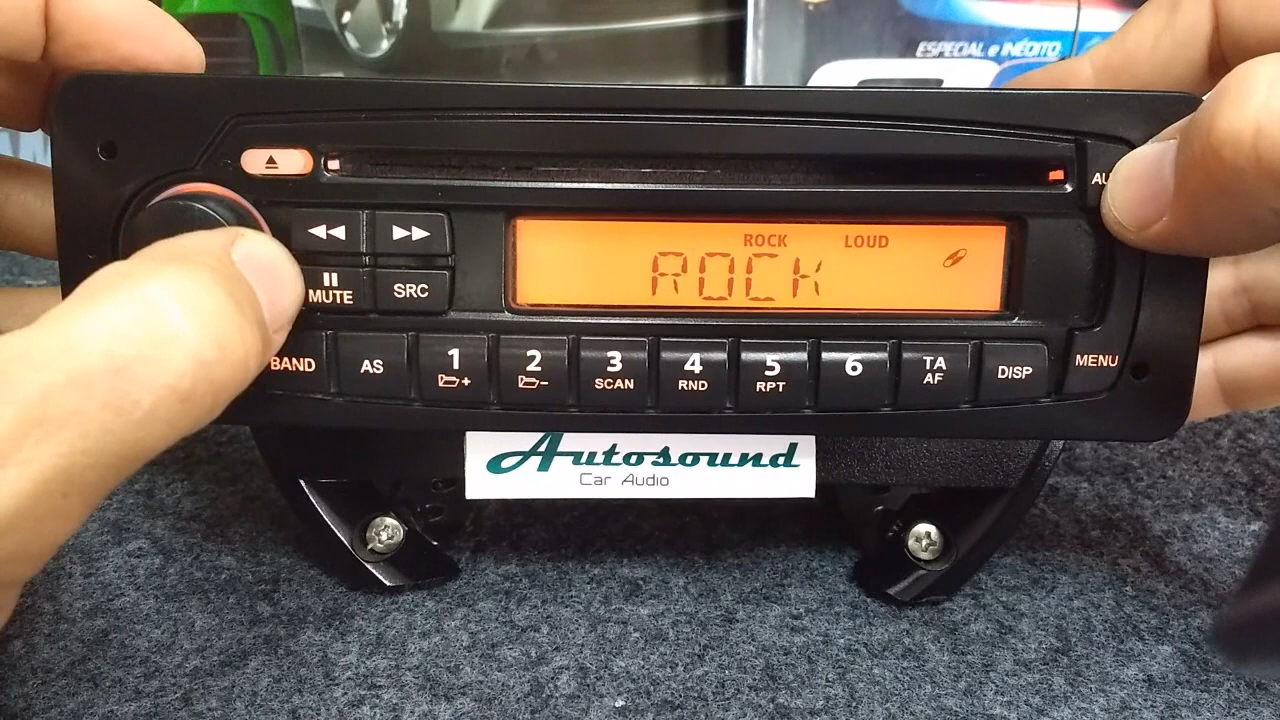 ESPECIAL e INÉDITO
AU
ROCK LOUD
ROCK
MUTE
SRC
BAND
AS
1
2
3
SCAN
4
RND
5
RPT
6
TA
AF
DISP
MENU
Autosound
Car Audio